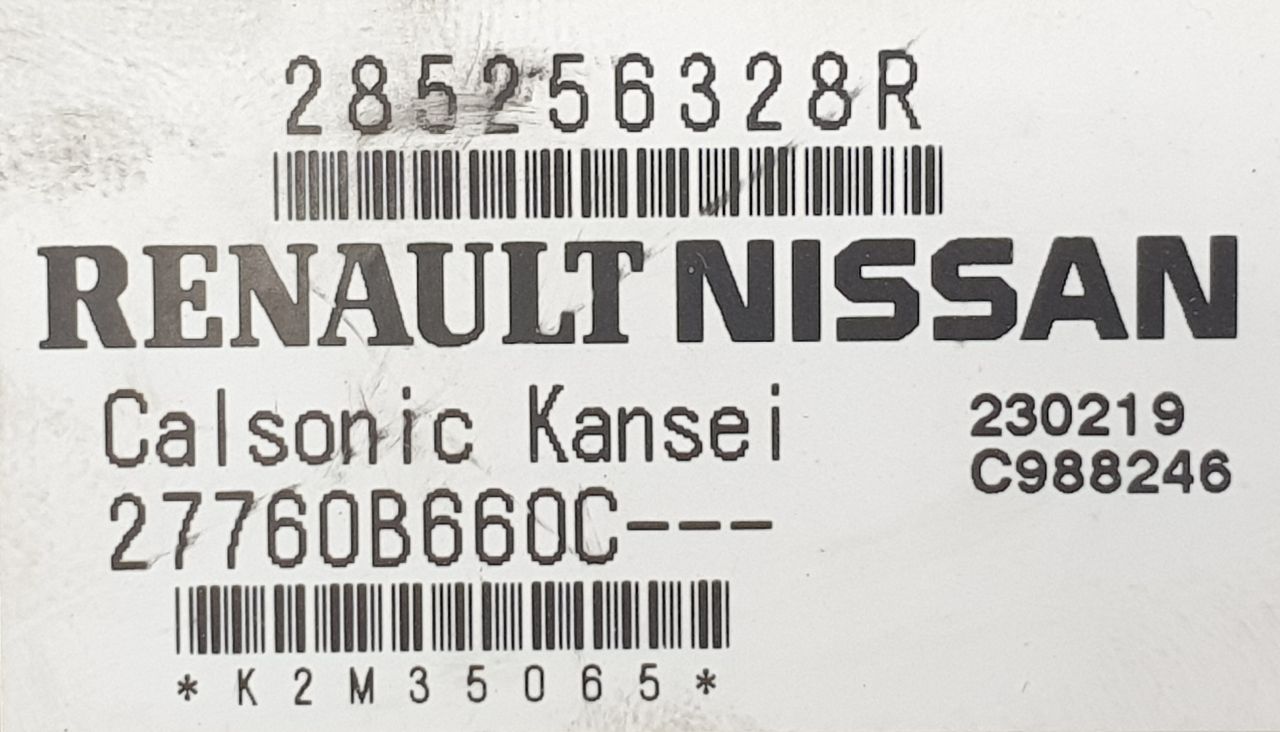 285256328R
RENAULT NISSAN
Calsonic Kansei
230219
C988246
27760B660C---
*K2M35065*